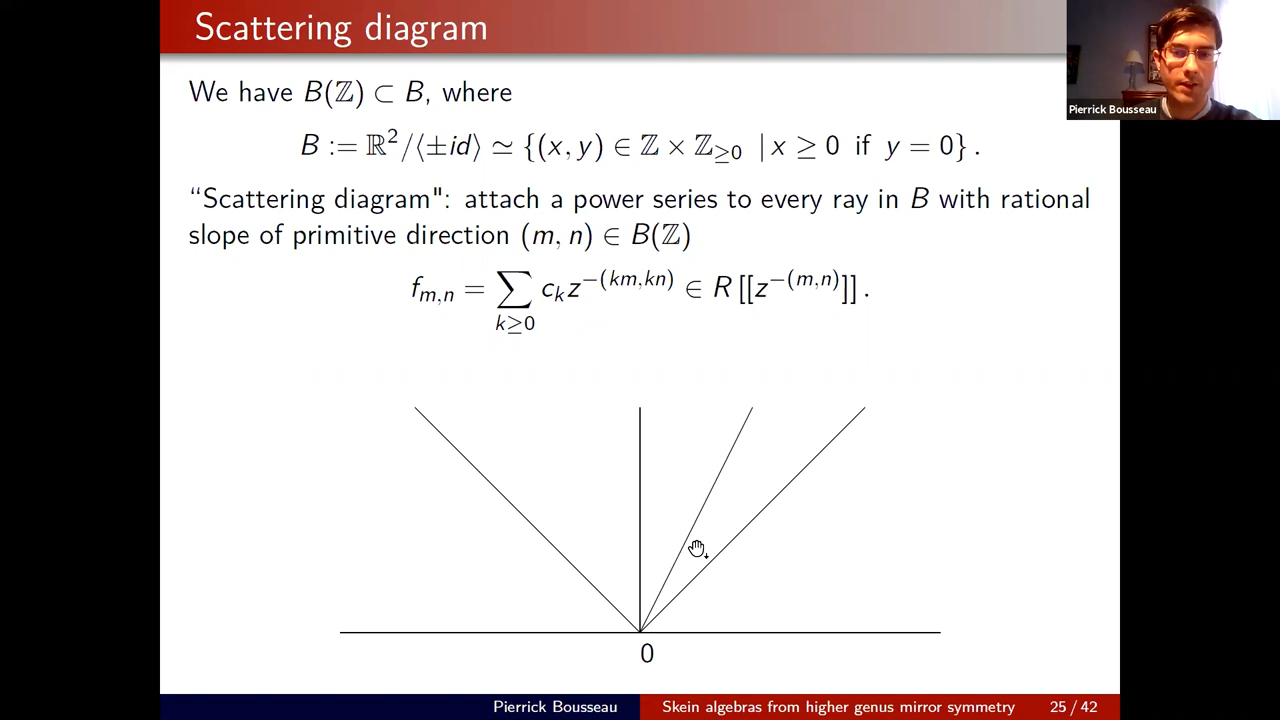 Scattering diagram
We have B(ℤ) ⊂ B, where
B := ℝ²/⟨±id⟩ ≃ {(x, y) ∈ ℤ × ℤ≥0 | x ≥ 0 if y = 0} .
“Scattering diagram": attach a power series to every ray in B with rational
slope of primitive direction (m, n) ∈ B(ℤ)
f_{m,n} = ∑_{k≥0} c_k z^{−(km,kn)} ∈ R [[z^{−(m,n)}]] .
0
Pierrick Bousseau
Pierrick Bousseau Skein algebras from higher genus mirror symmetry 25 / 42